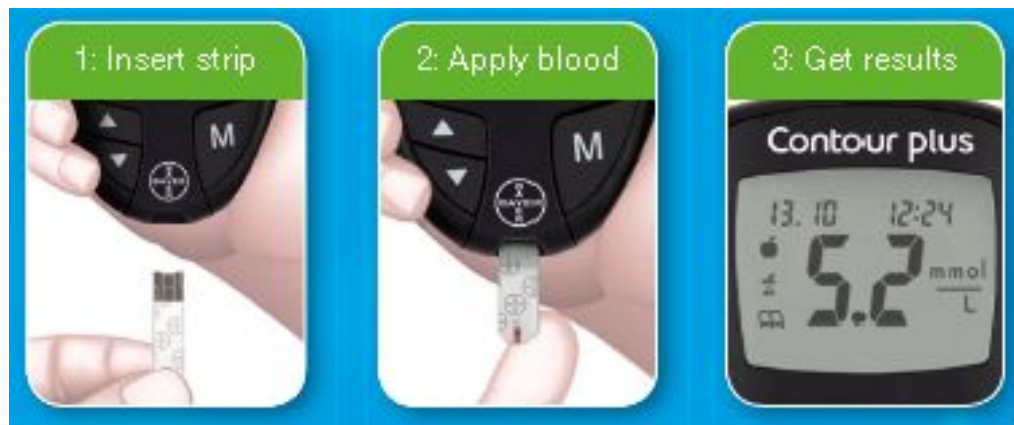 1: Insert strip
M
BAYER
2: Apply blood
M
BAYER
3: Get results
Contour plus
13.10 12:24
5.2 mmol/L